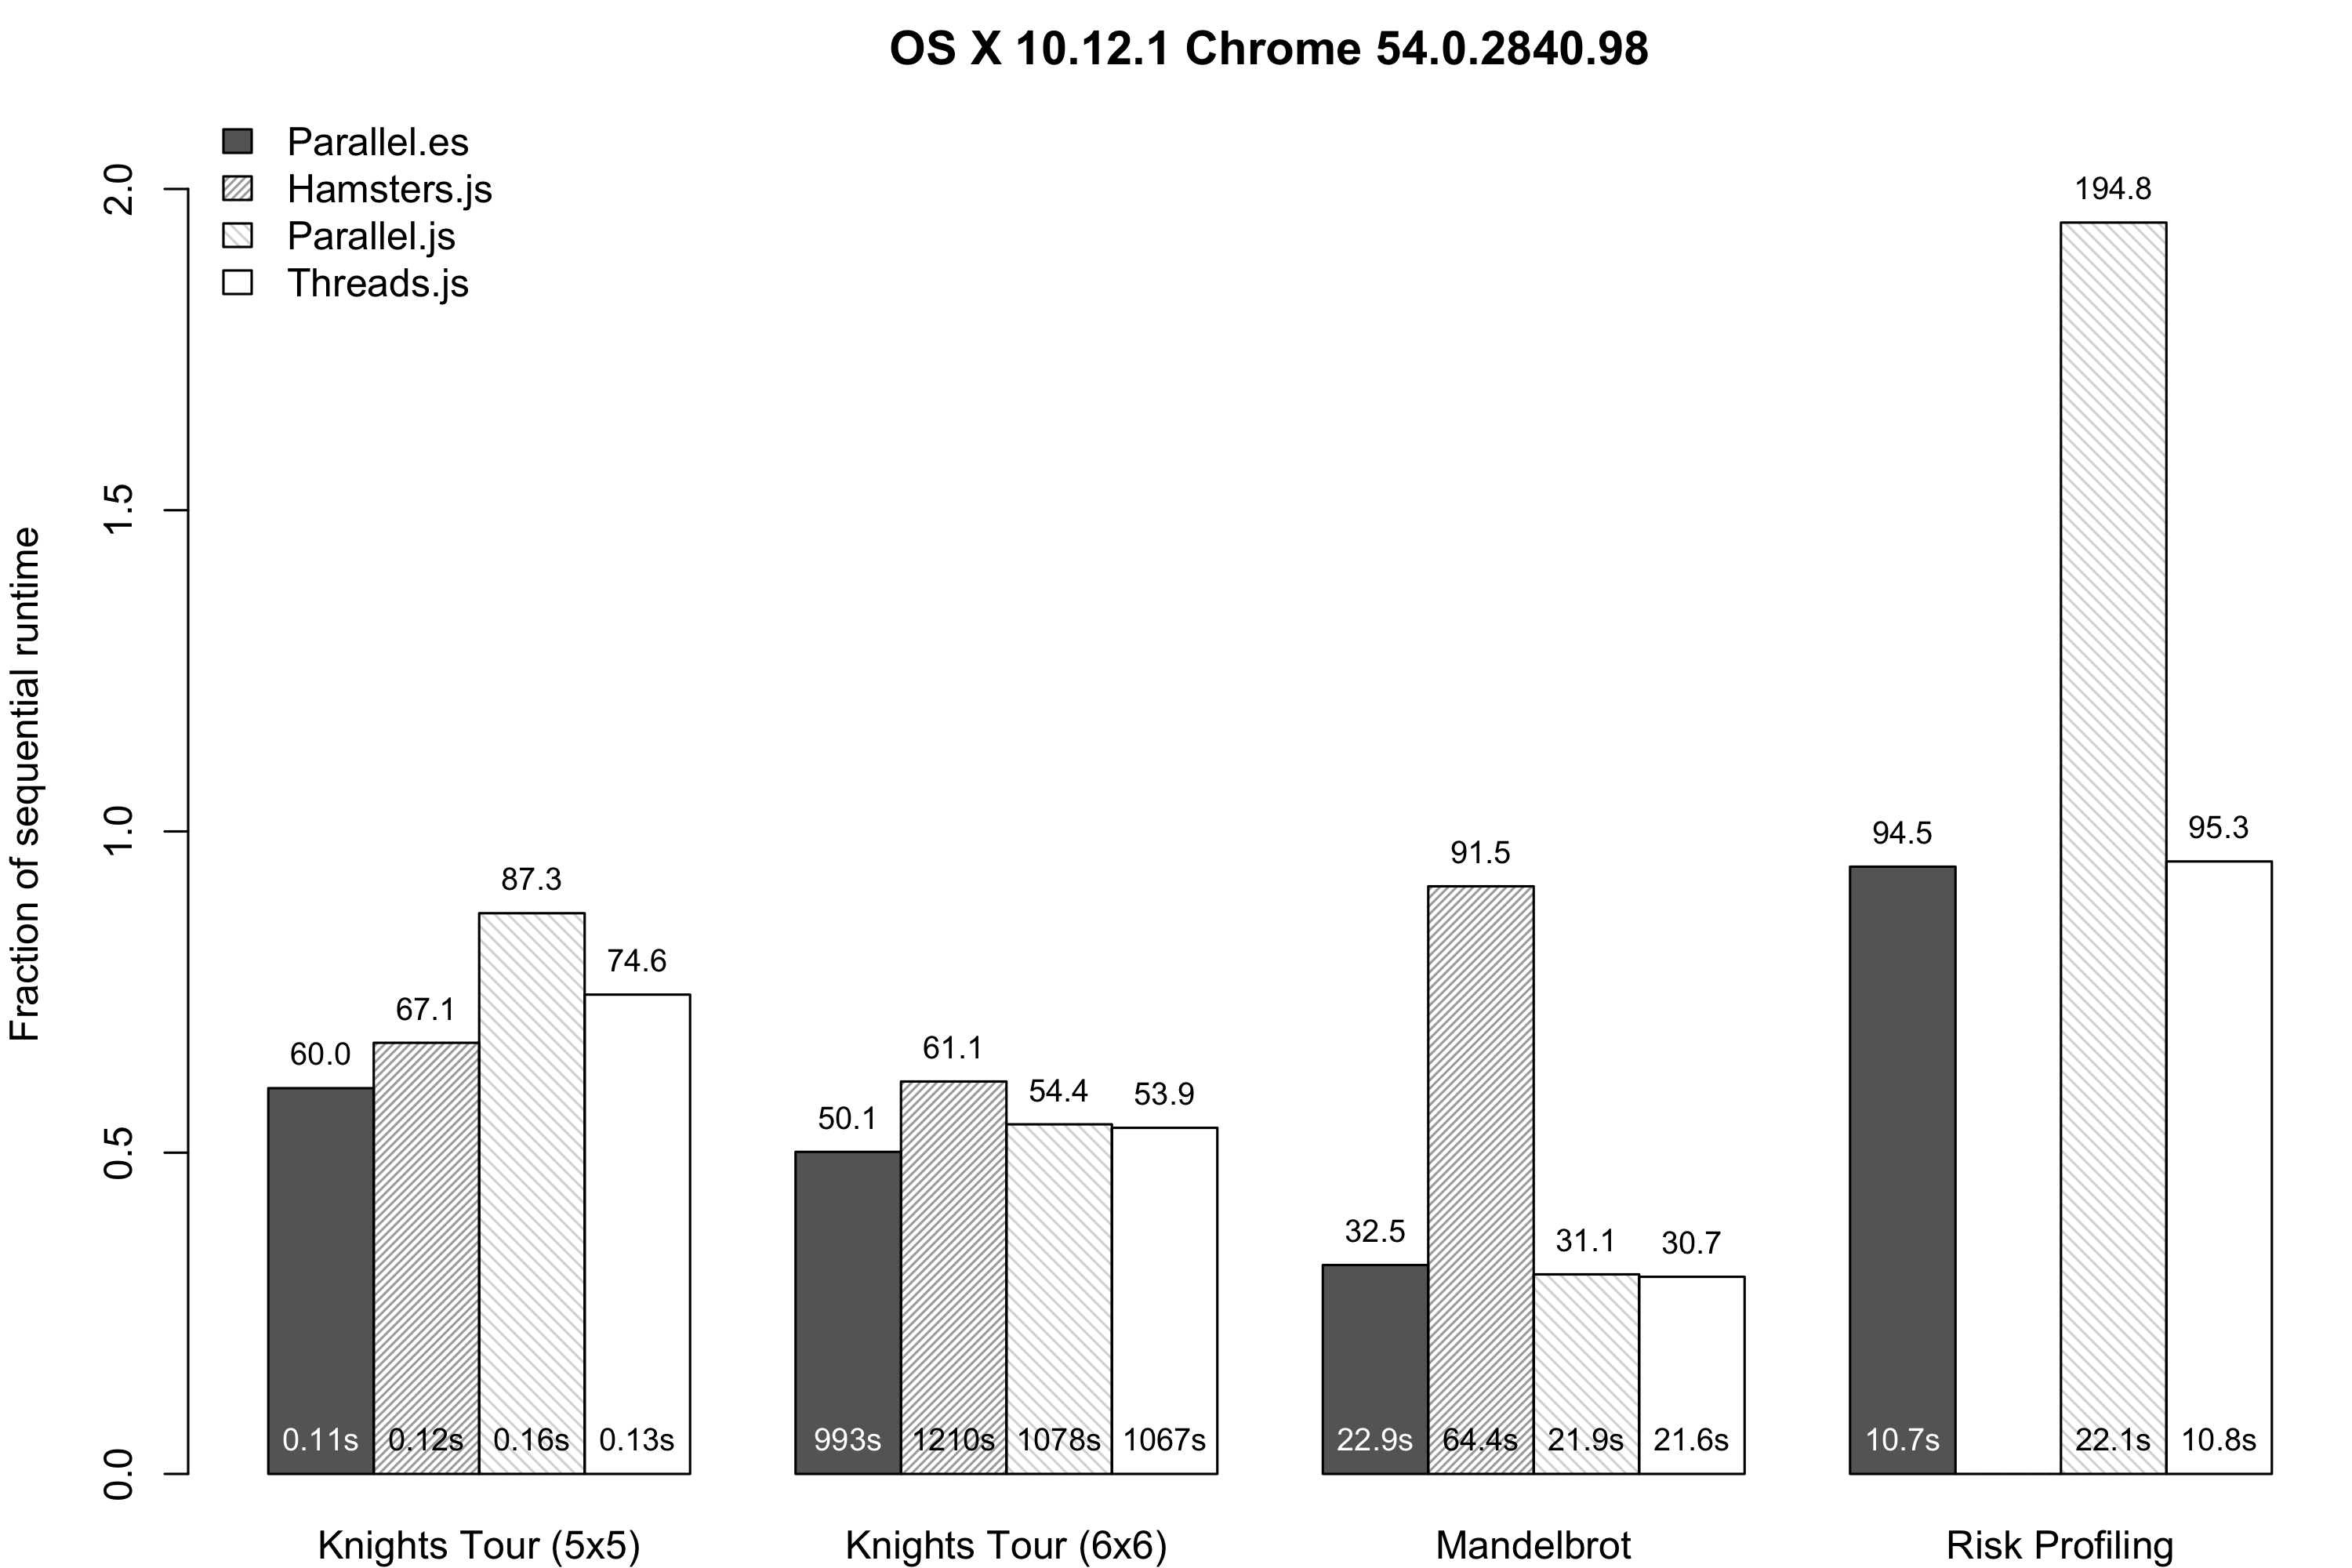 OS X 10.12.1 Chrome 54.0.2840.98
Parallel.es
Hamsters.js
Parallel.js
Threads.js
Fraction of sequential runtime
2.0
1.5
1.0
0.5
0.0
60.0
67.1
87.3
74.6
50.1
61.1
54.4
53.9
32.5
91.5
31.1
30.7
94.5
194.8
95.3
0.11s
0.12s
0.16s
0.13s
993s
1210s
1078s
1067s
22.9s
64.4s
21.9s
21.6s
10.7s
22.1s
10.8s
Knights Tour (5x5)
Knights Tour (6x6)
Mandelbrot
Risk Profiling